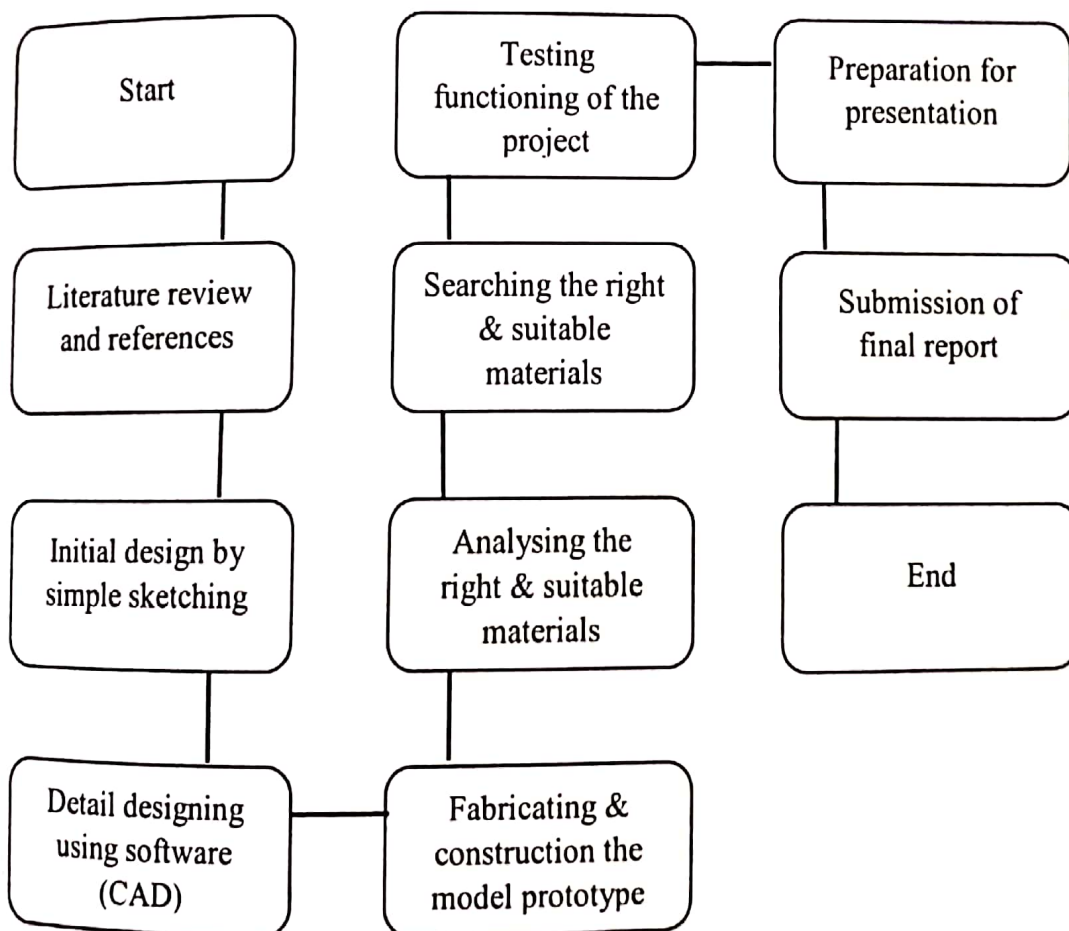 Start
Literature review
and references
Initial design by
simple sketching
Detail designing
using software
(CAD)
Fabricating &
construction the
model prototype
Analysing the
right & suitable
materials
Searching the right
& suitable
materials
Testing
functioning of the
project
Preparation for
presentation
Submission of
final report
End